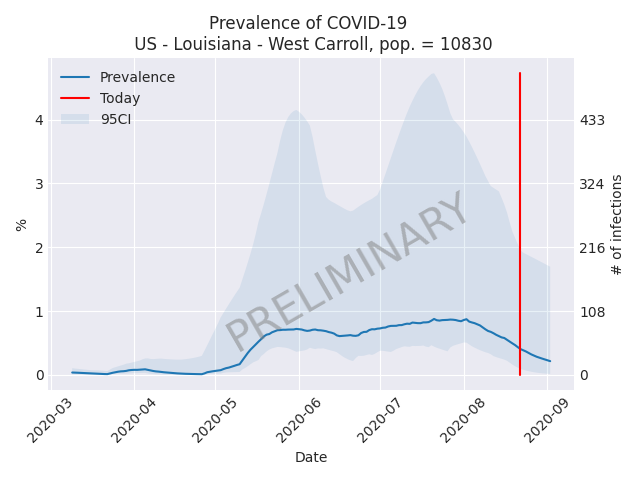 Prevalence of COVID-19
US - Louisiana - West Carroll, pop. = 10830
Prevalence
Today
95CI
4
3
2
1
0
%
433
324
216
108
0
# of infections
PRELIMINARY
2020-03
2020-04
2020-05
2020-06
2020-07
2020-08
2020-09
Date